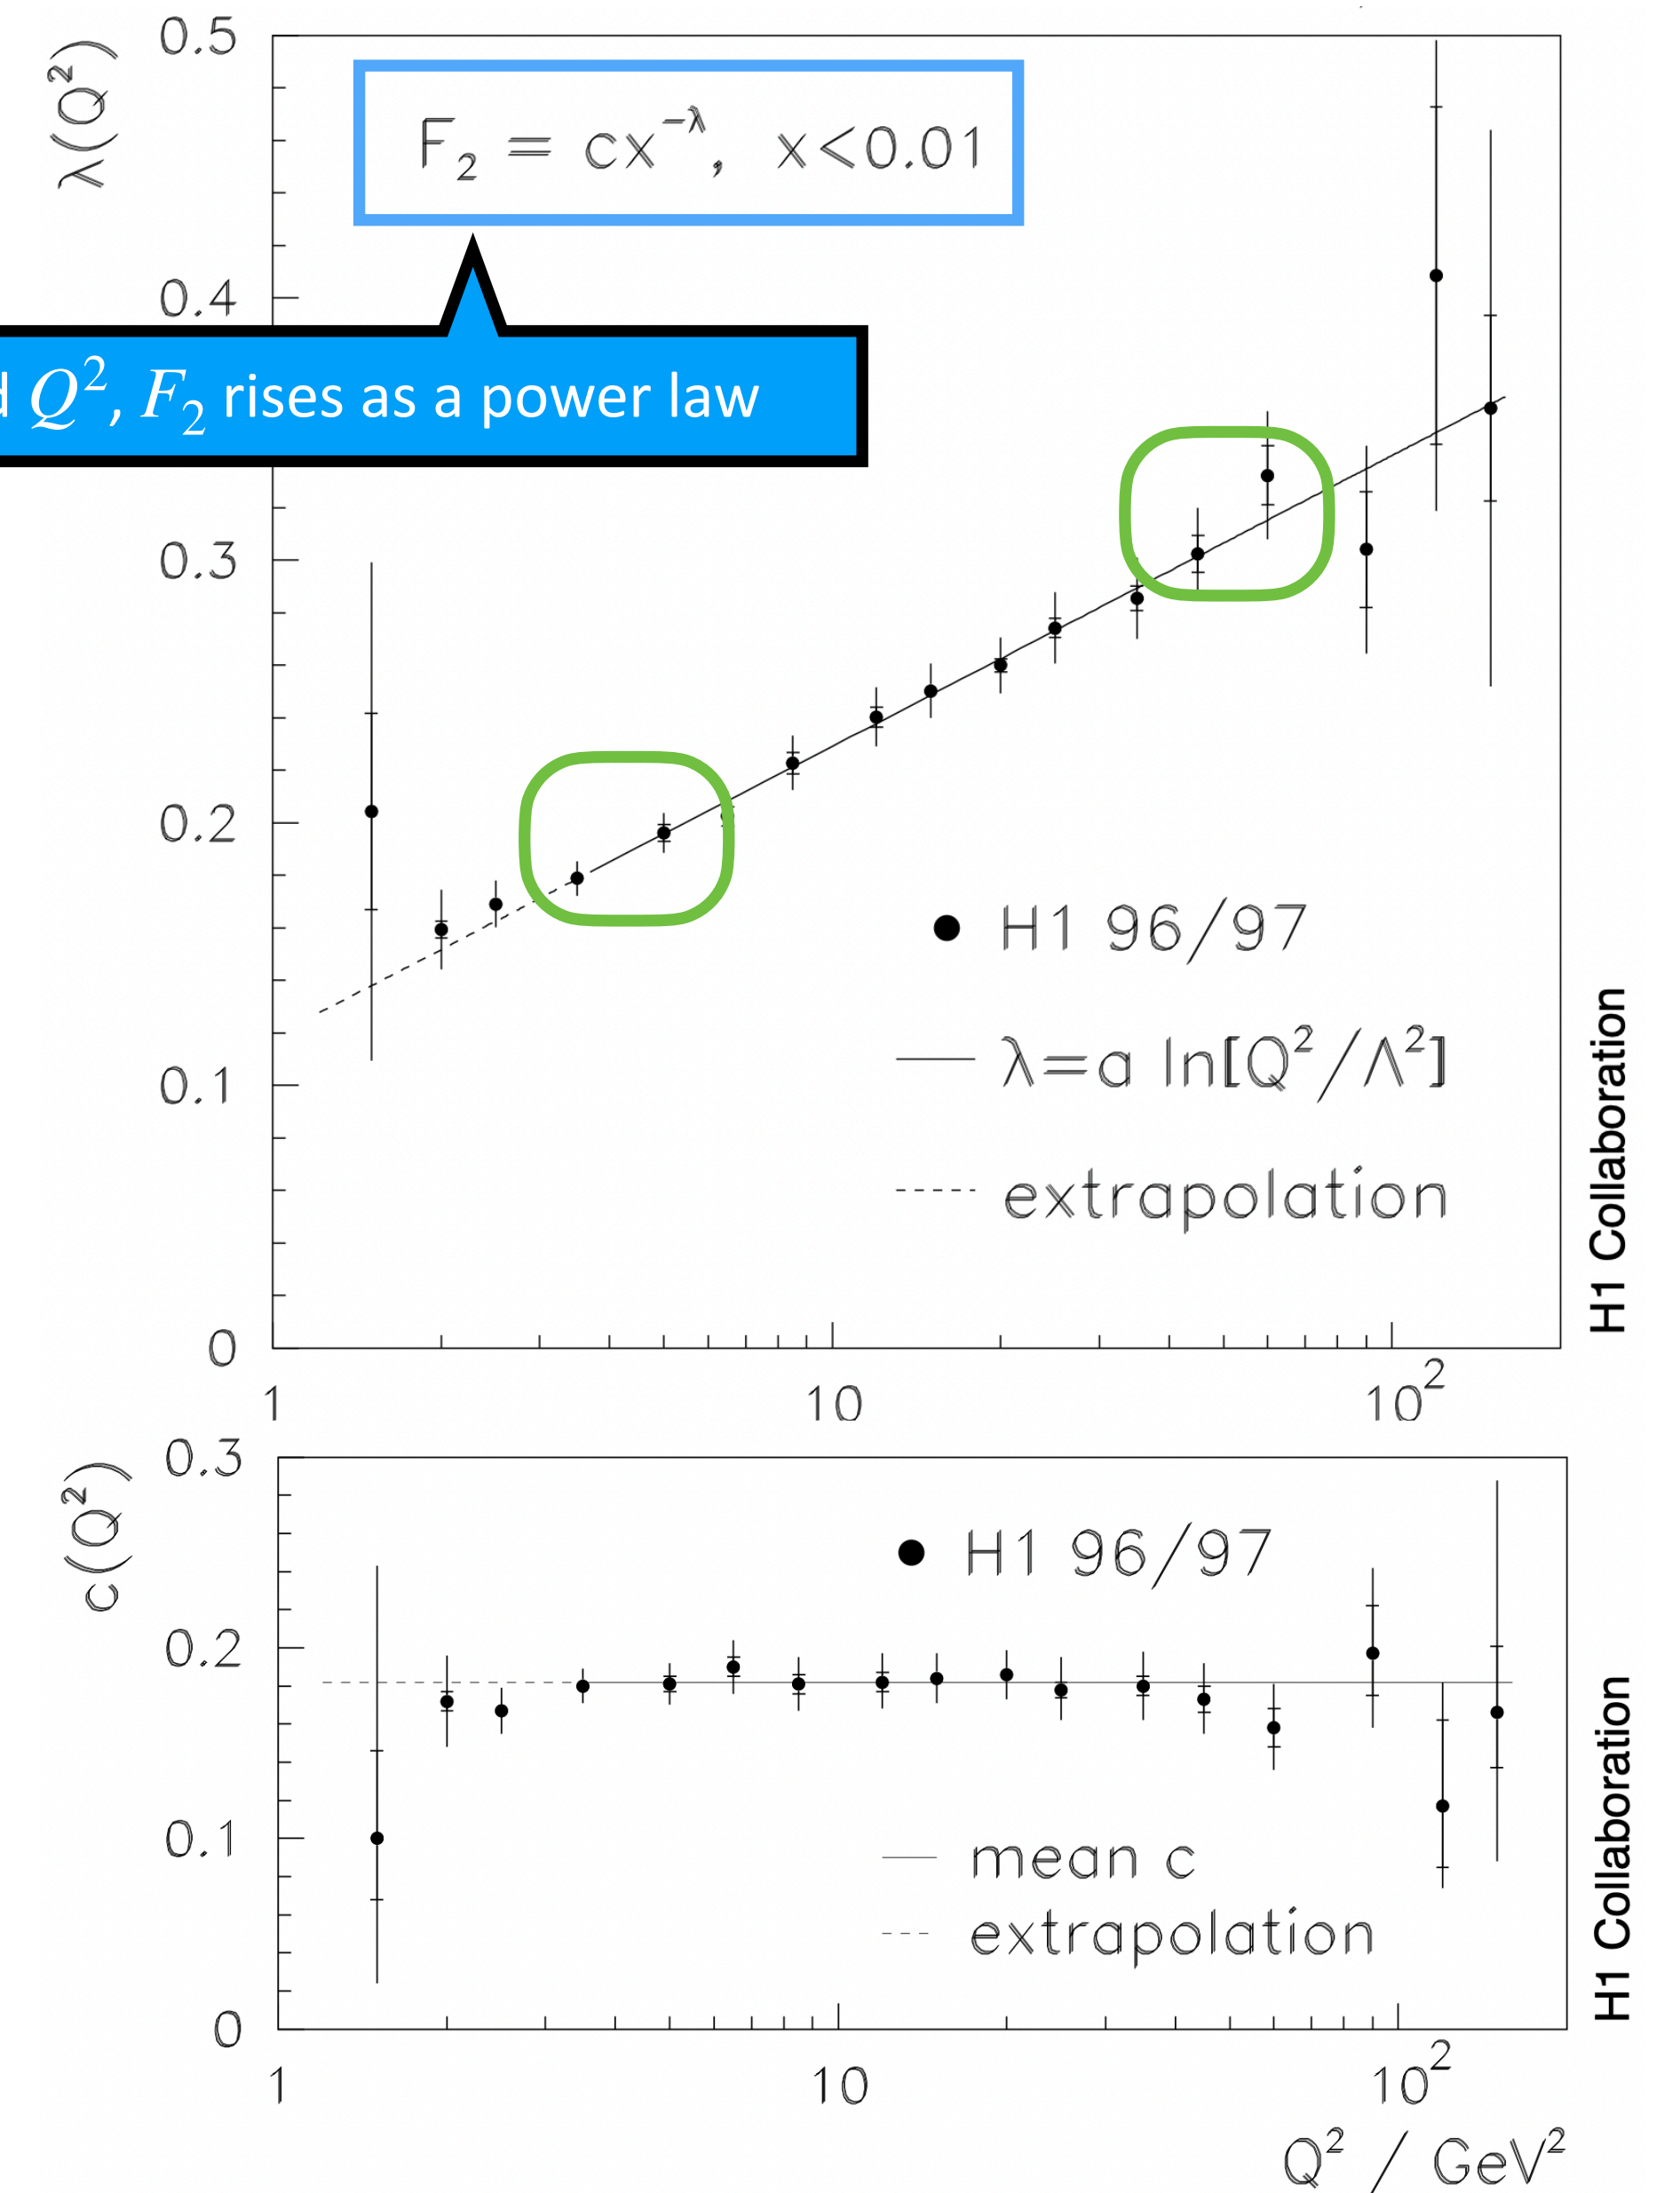 λ(Q²)
0.5
F₂ = cx⁻λ, x<0.01
0.4
Q², F₂ rises as a power law
0.3
0.2
H1 96/97
λ=a ln[Q²/Λ²]
0.1
extrapolation
0
1 10 10²
H1 Collaboration
c(Q²)
0.3
H1 96/97
0.2
0.1
mean c
extrapolation
0
1 10 10²
Q² / GeV²
H1 Collaboration